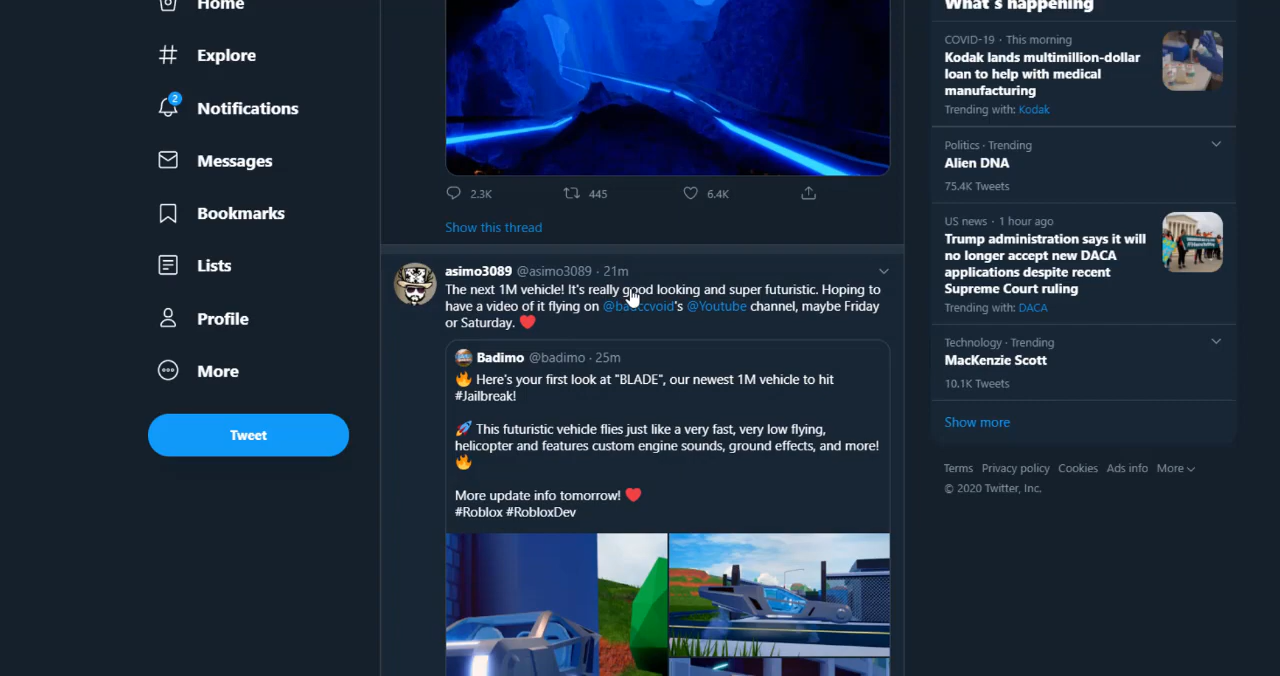 Home
Explore
2
Notifications
Messages
Bookmarks
Lists
Profile
More
Tweet
2.3K
445
6.4K
Show this thread
asimo3089 @asimo3089 · 21m
The next 1M vehicle! It's really good looking and super futuristic. Hoping to
have a video of it flying on @badccvoid's @Youtube channel, maybe Friday
or Saturday. ❤️
Badimo @badimo · 25m
🔥 Here's your first look at "BLADE", our newest 1M vehicle to hit
#Jailbreak!
🚀 This futuristic vehicle flies just like a very fast, very low flying,
helicopter and features custom engine sounds, ground effects, and more!
🔥
More update info tomorrow! ❤️
#Roblox #RobloxDev
What's happening
COVID-19 · This morning
Kodak lands multimillion-dollar
loan to help with medical
manufacturing
Trending with: Kodak
Politics · Trending
Alien DNA
75.4K Tweets
US news · 1 hour ago
Trump administration says it will
no longer accept new DACA
applications despite recent
Supreme Court ruling
Trending with: DACA
Technology · Trending
MacKenzie Scott
10.1K Tweets
Show more
Terms Privacy policy Cookies Ads info More
© 2020 Twitter, Inc.